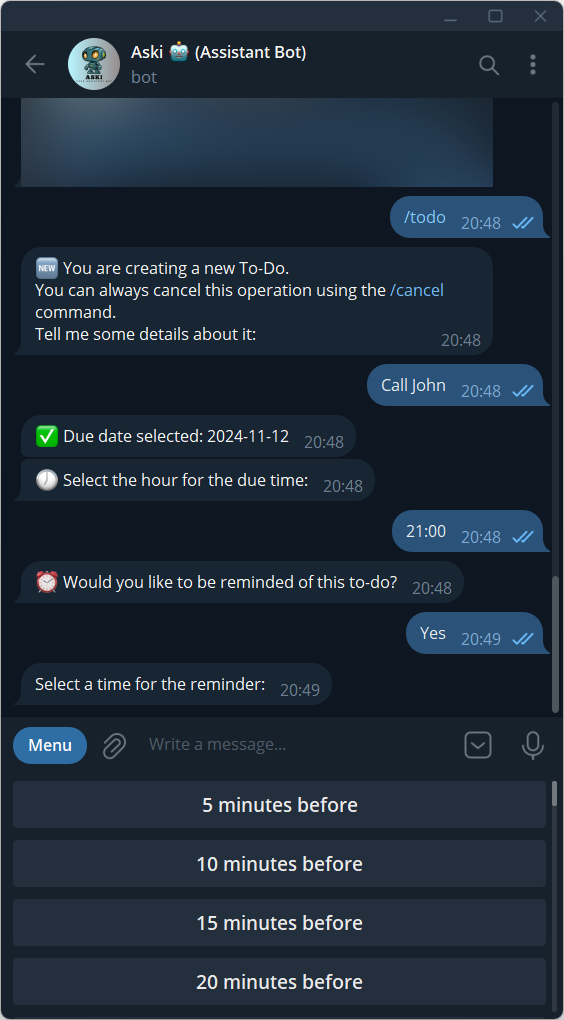 Aski 🤖 (Assistant Bot)
bot
ASKI
/todo 20:48
🆕 You are creating a new To-Do.
You can always cancel this operation using the /cancel
command.
Tell me some details about it: 20:48
Call John 20:48
✅ Due date selected: 2024-11-12 20:48
🕖 Select the hour for the due time: 20:48
21:00 20:48
⏰ Would you like to be reminded of this to-do? 20:48
Yes 20:49
Select a time for the reminder: 20:49
Menu
Write a message...
5 minutes before
10 minutes before
15 minutes before
20 minutes before